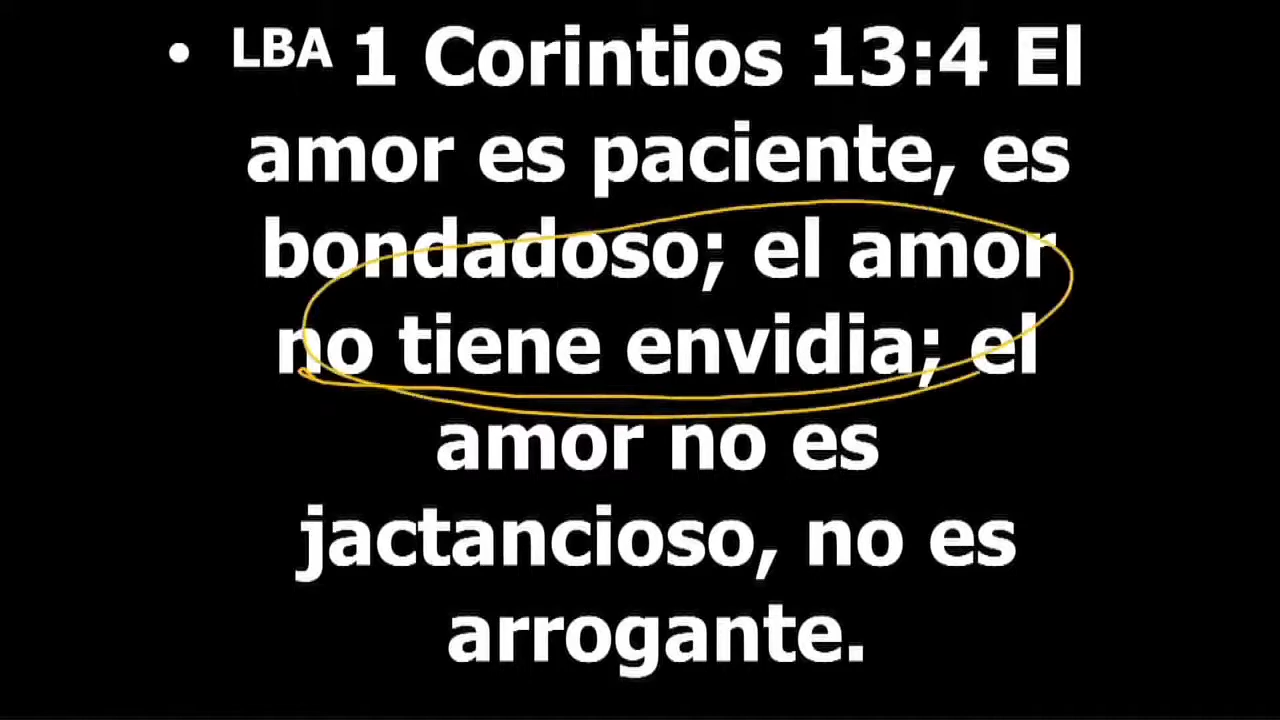 • LBA 1 Corintios 13:4 El
amor es paciente, es
bondadoso; el amor
no tiene envidia; el
amor no es
jactancioso, no es
arrogante.